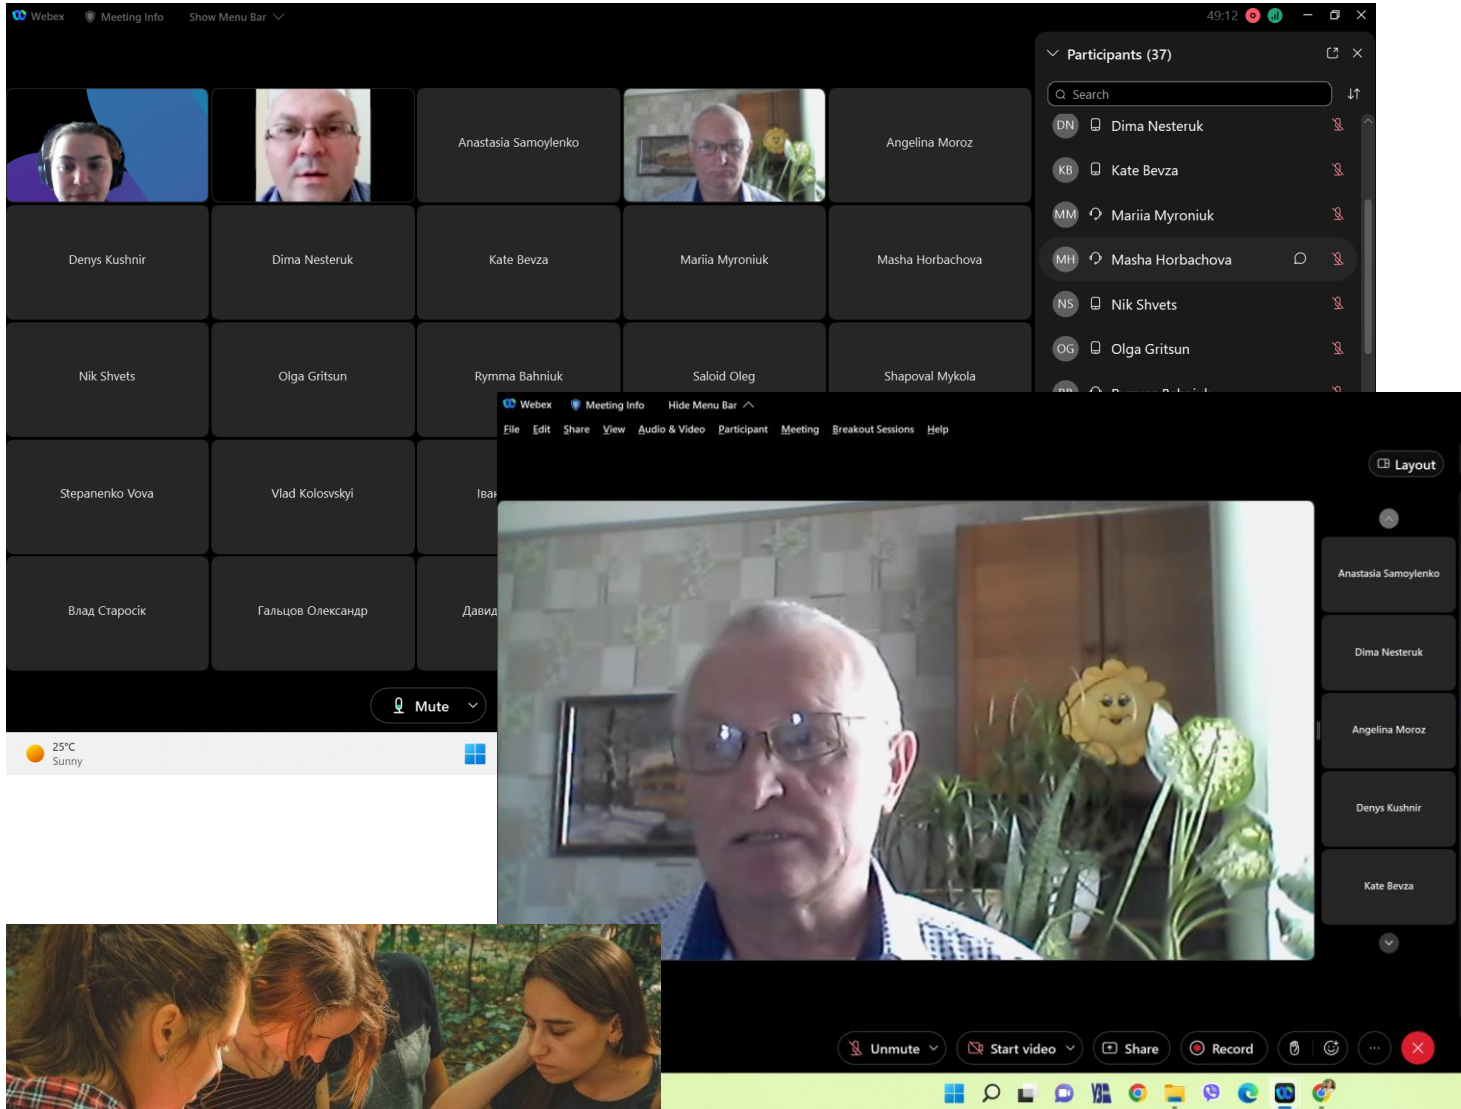 Webex Meeting Info Show Menu Bar
49:12
Participants (37)
Search
Anastasia Samoylenko
Angelina Moroz
DN Dima Nesteruk
KB Kate Bevza
MM Mariia Myroniuk
MH Masha Horbachova
NS Nik Shvets
OG Olga Gritsun
Denys Kushnir
Dima Nesteruk
Kate Bevza
Mariia Myroniuk
Masha Horbachova
Nik Shvets
Olga Gritsun
Rymma Bahniuk
Saloid Oleg
Shapoval Mykola
Stepanenko Vova
Vlad Kolosvskyi
Іван
Влад Старосік
Гальцов Олександр
Давид
Mute
25°C
Sunny
Webex Meeting Info Hide Menu Bar
File Edit Share View Audio & Video Participant Meeting Breakout Sessions Help
Layout
Anastasia Samoylenko
Dima Nesteruk
Angelina Moroz
Denys Kushnir
Kate Bevza
Unmute Start video Share Record